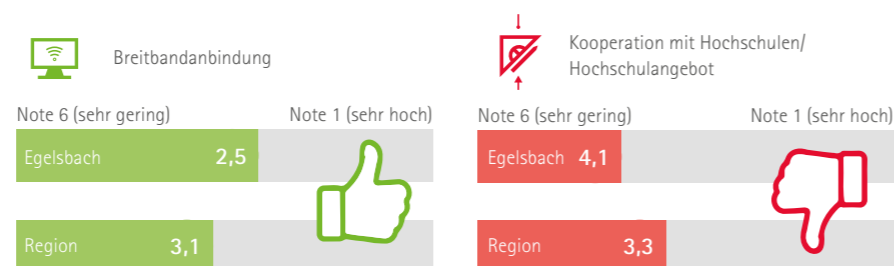 Breitbandanbindung
Note 6 (sehr gering) Note 1 (sehr hoch)
Egelsbach 2,5
Region 3,1
Kooperation mit Hochschulen/
Hochschulangebot
Note 6 (sehr gering) Note 1 (sehr hoch)
Egelsbach 4,1
Region 3,3